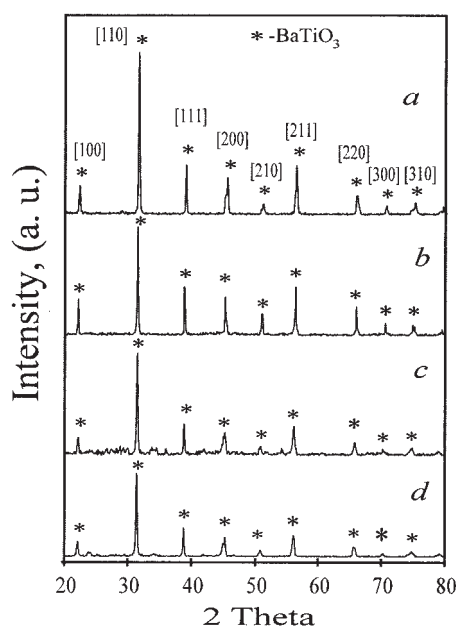 [110]
* -BaTiO3
a
[111]
[211]
[100]
[200]
[220]
[210]
[300] [310]
b
c
d
Intensity, (a. u.)
20 30 40 50 60 70 80
2 Theta